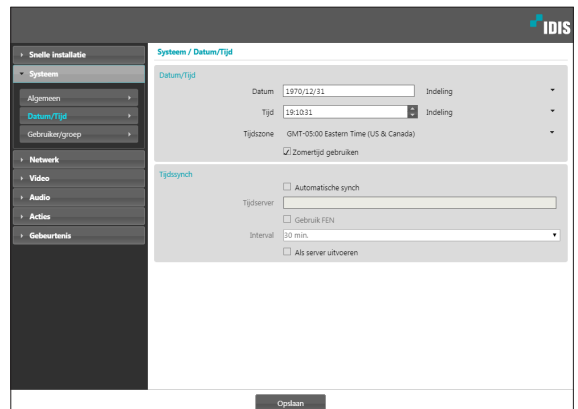 IDIS
Snelle installatie
Systeem
Algemeen
Datum/Tijd
Gebruiker/groep
Netwerk
Video
Audio
Acties
Gebeurtenis
Systeem / Datum/Tijd
Datum/Tijd
Datum 1970/12/31 Indeling
Tijd 19:10:31 Indeling
Tijdszone GMT-05:00 Eastern Time (US & Canada)
Zomertijd gebruiken
Tijdssynch
Automatische synch
Tijdserver
Gebruik FEN
Interval 30 min.
Als server uitvoeren
Opslaan